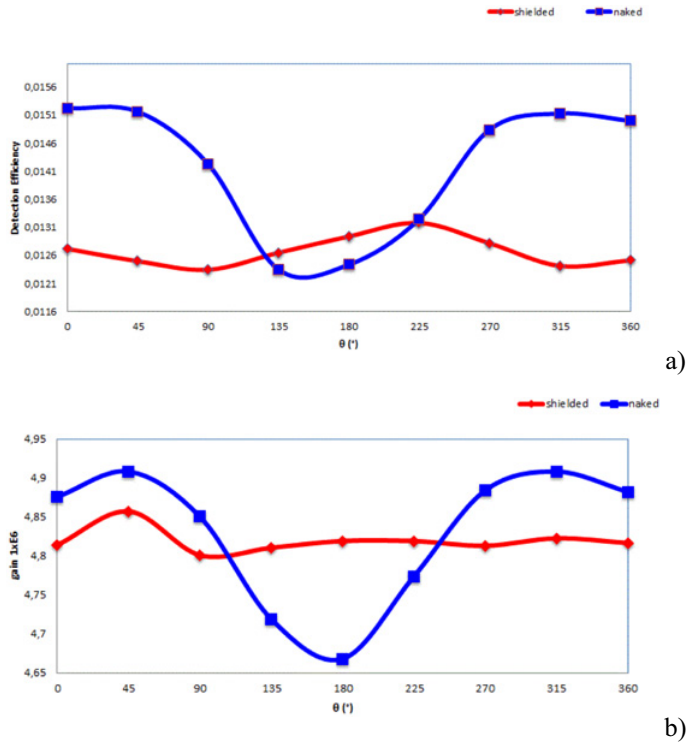 shielded naked
0,0156
0,0151
0,0146
0,0141
0,0136
0,0131
0,0126
0,0121
0,0116
Detection Efficiency
0 45 90 135 180 225 270 315 360
θ (°)
a)
shielded naked
4,95
4,9
4,85
4,8
4,75
4,7
4,65
gain 1xE6
0 45 90 135 180 225 270 315 360
θ (°)
b)